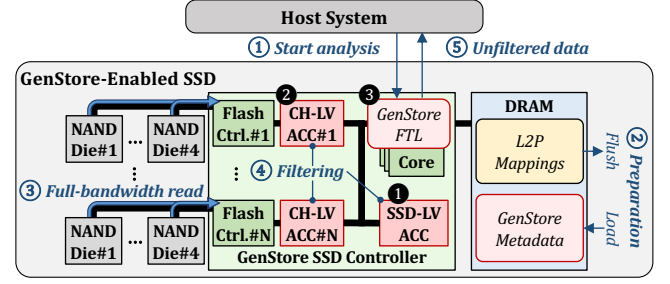 Host System
① Start analysis
⑤ Unfiltered data
GenStore-Enabled SSD
NAND
Die#1
...
NAND
Die#4
Flash
Ctrl.#1
❷
CH-LV
ACC#1
❸
GenStore
FTL
Core
DRAM
L2P
Mappings
Flush
② Preparation
④ Filtering
③ Full-bandwidth read
NAND
Die#1
...
NAND
Die#4
Flash
Ctrl.#N
CH-LV
ACC#N
❶
SSD-LV
ACC
GenStore
Metadata
Load
GenStore SSD Controller